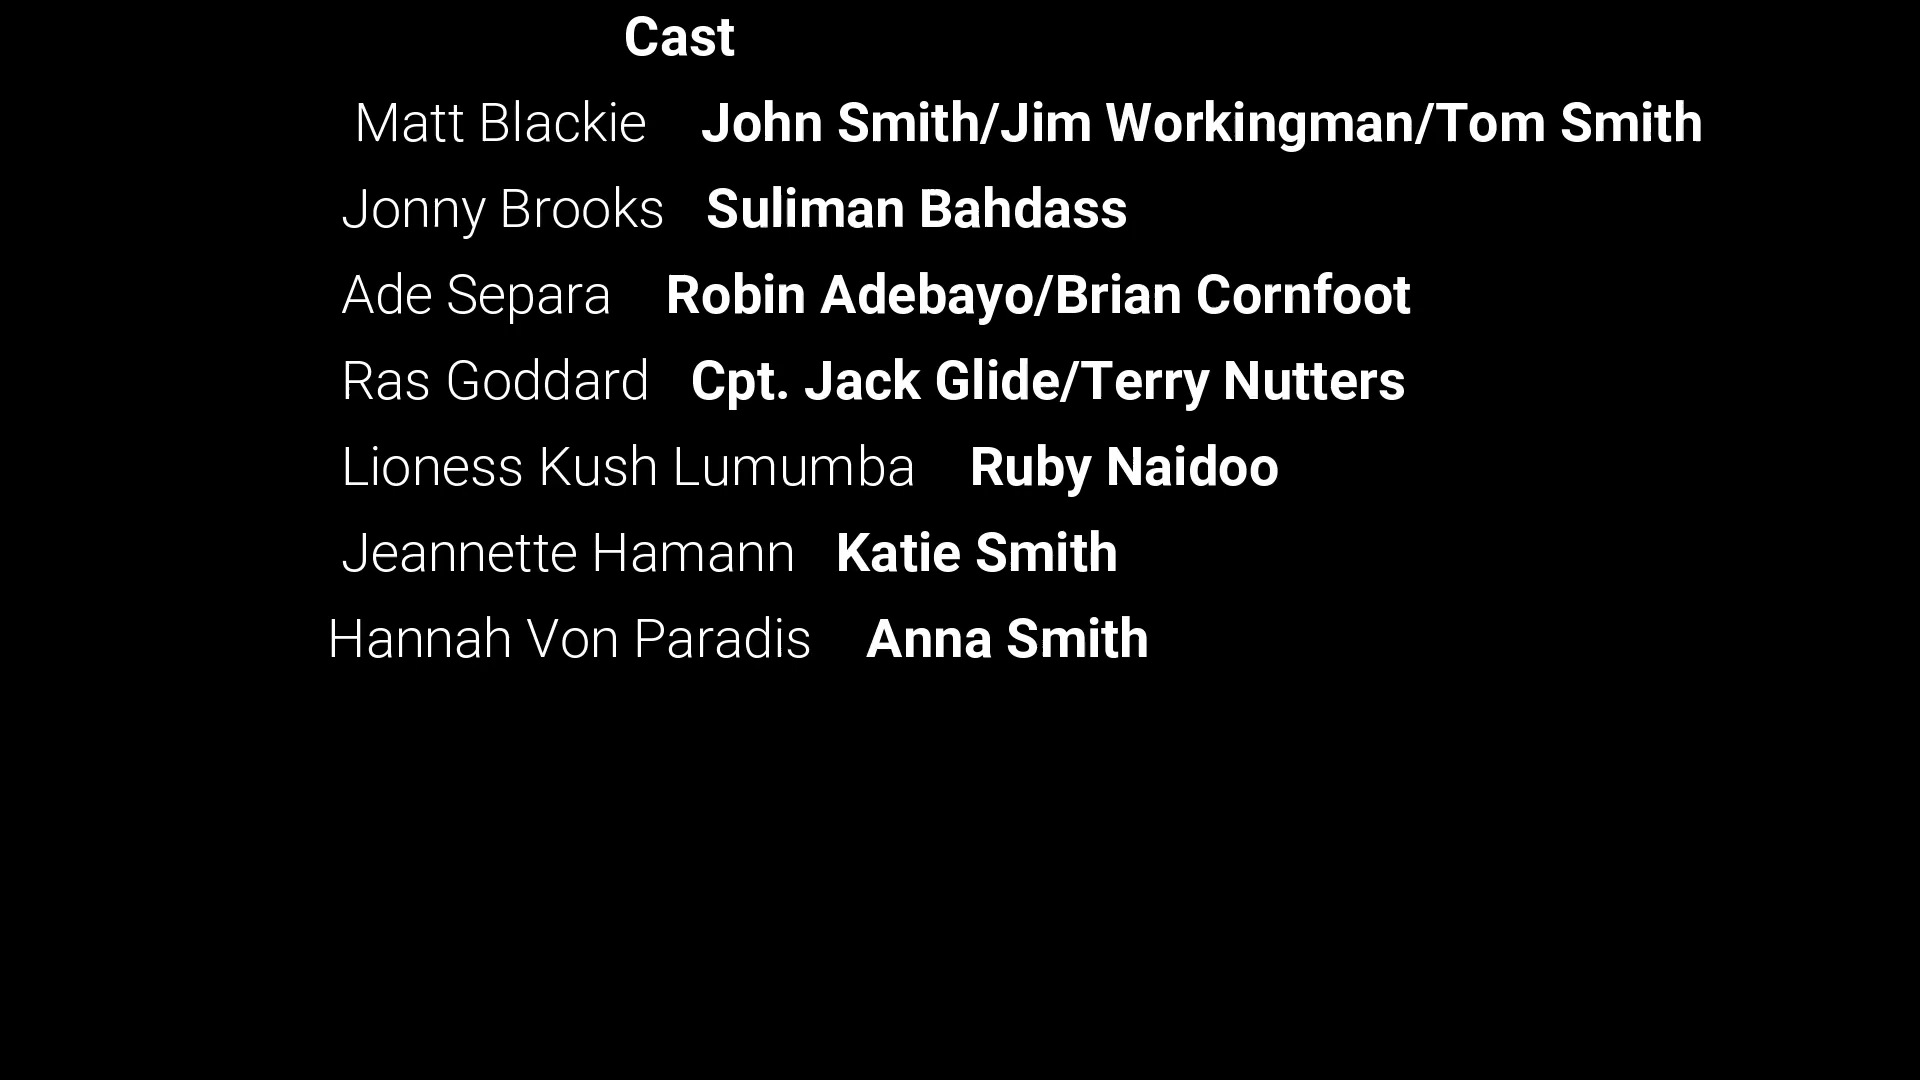 Cast
Matt Blackie John Smith/Jim Workingman/Tom Smith
Jonny Brooks Suliman Bahdass
Ade Separa Robin Adebayo/Brian Cornfoot
Ras Goddard Cpt. Jack Glide/Terry Nutters
Lioness Kush Lumumba Ruby Naidoo
Jeannette Hamann Katie Smith
Hannah Von Paradis Anna Smith